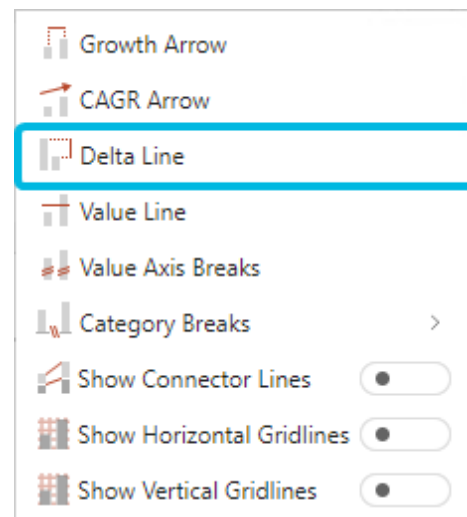 Growth Arrow
CAGR Arrow
Delta Line
Value Line
Value Axis Breaks
Category Breaks
Show Connector Lines
Show Horizontal Gridlines
Show Vertical Gridlines